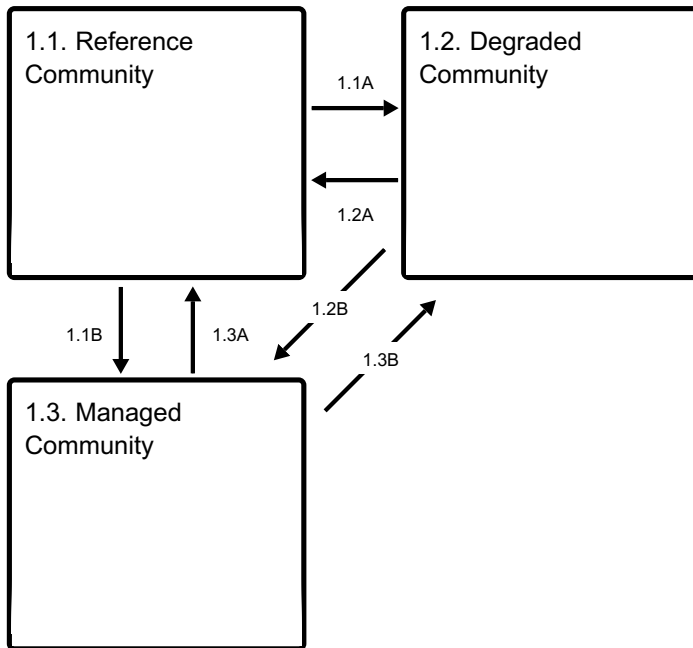 1.1. Reference
Community
1.2. Degraded
Community
1.1A
1.2A
1.2B
1.1B
1.3A
1.3B
1.3. Managed
Community